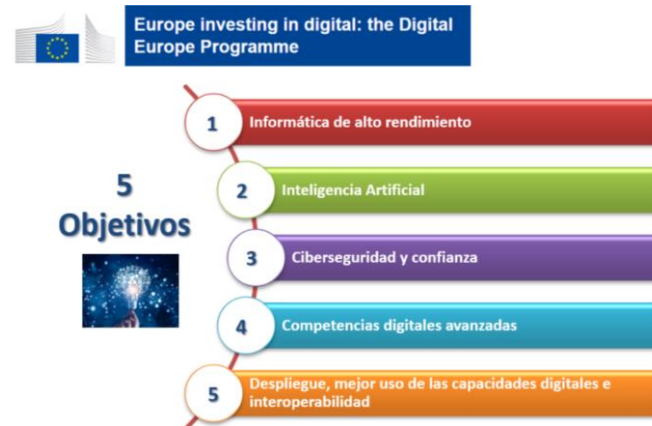 Europe investing in digital: the Digital
Europe Programme
5
Objetivos
1
Informática de alto rendimiento
2
Inteligencia Artificial
3
Ciberseguridad y confianza
4
Competencias digitales avanzadas
5
Despliegue, mejor uso de las capacidades digitales e
interoperabilidad